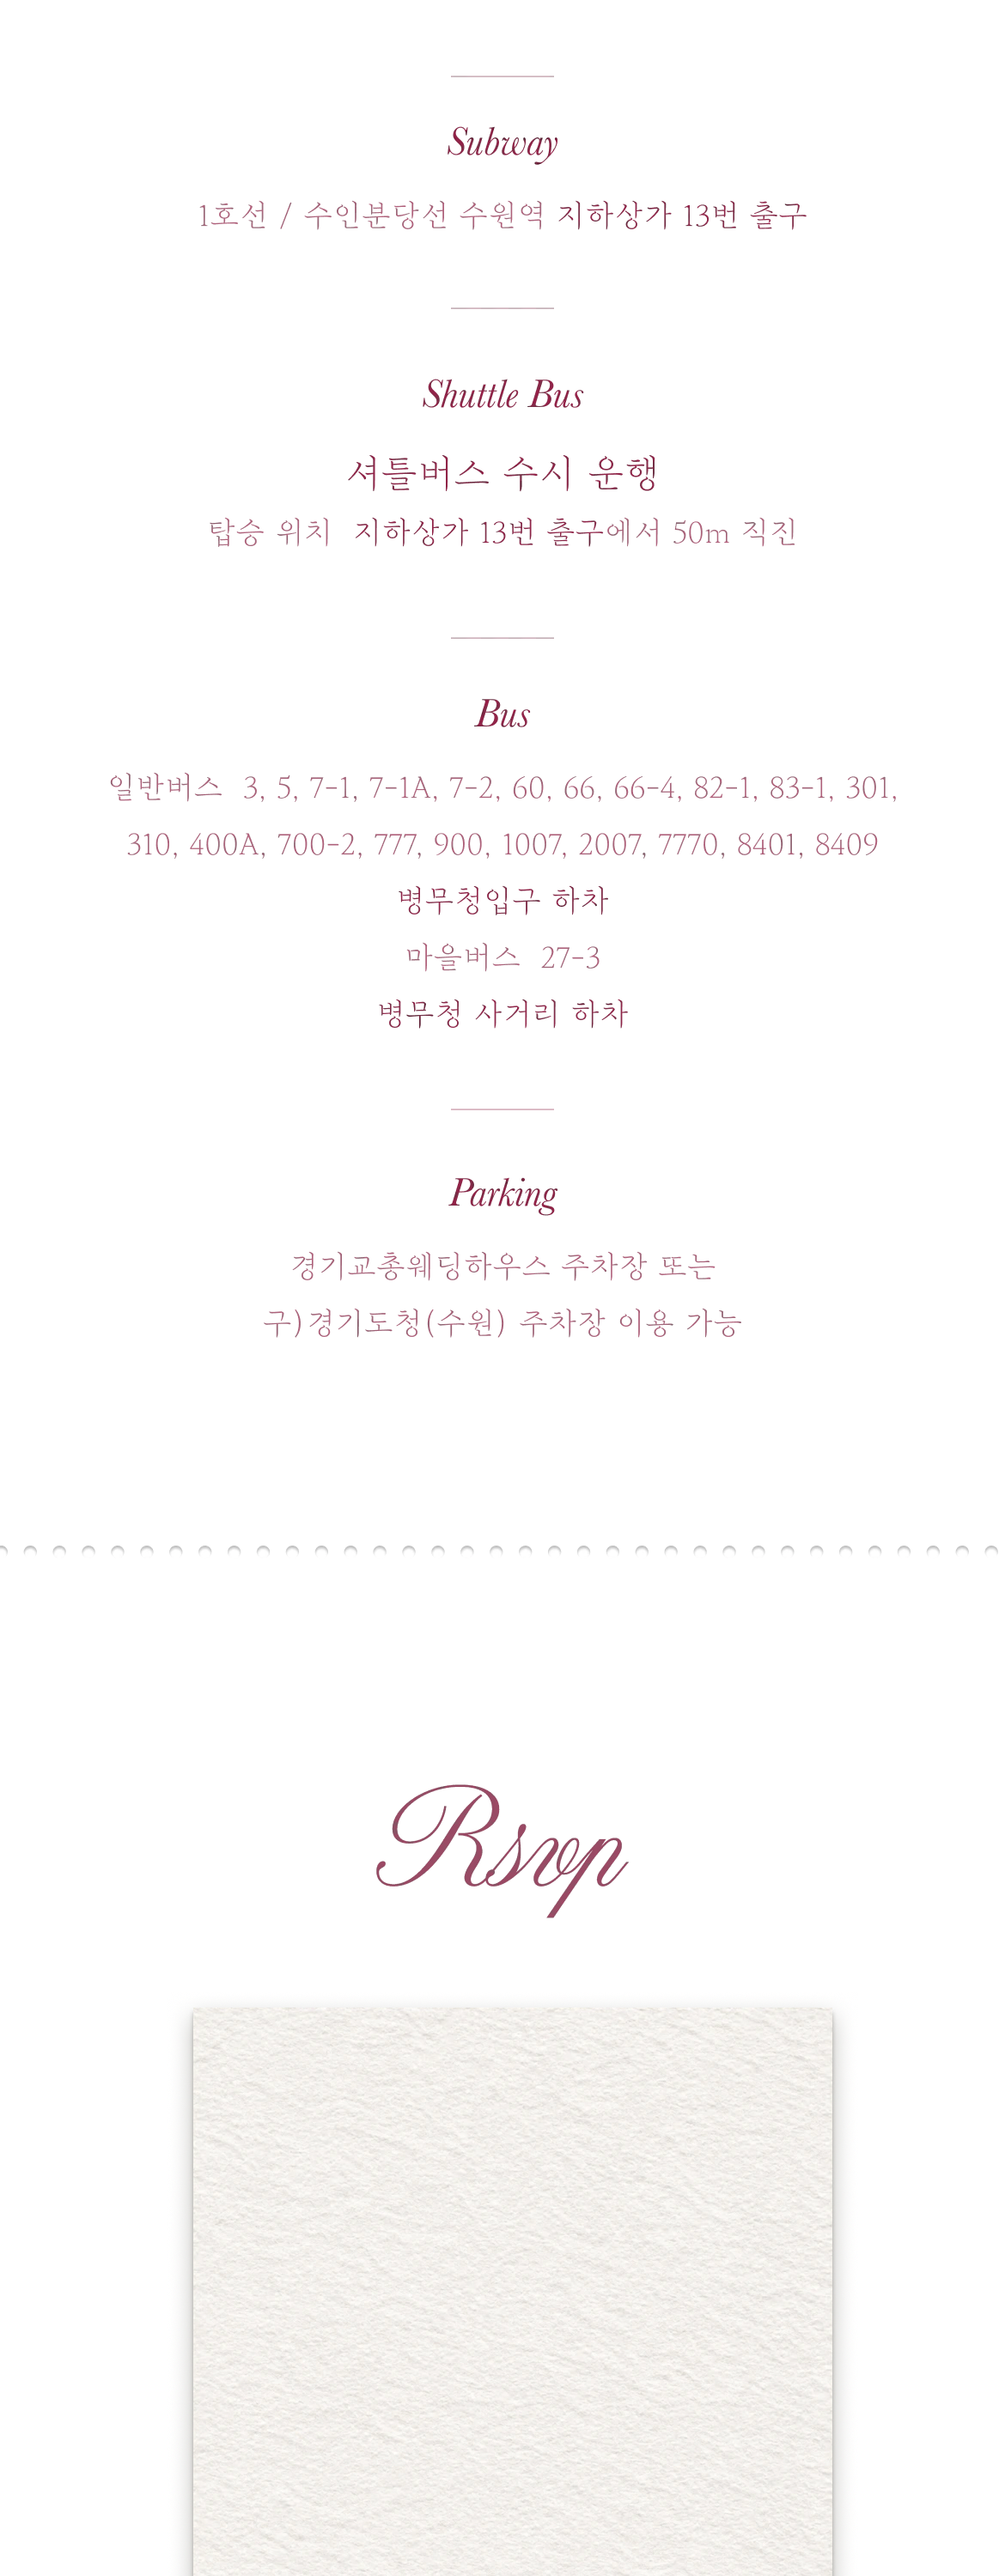 Subway
1호선 / 수인분당선 수원역 지하상가 13번 출구
Shuttle Bus
셔틀버스 수시 운행
탑승 위치 지하상가 13번 출구에서 50m 직진
Bus
일반버스 3, 5, 7-1, 7-1A, 7-2, 60, 66, 66-4, 82-1, 83-1, 301,
310, 400A, 700-2, 777, 900, 1007, 2007, 7770, 8401, 8409
병무청입구 하차
마을버스 27-3
병무청 사거리 하차
Parking
경기교총웨딩하우스 주차장 또는
구)경기도청(수원) 주차장 이용 가능
Rsvp